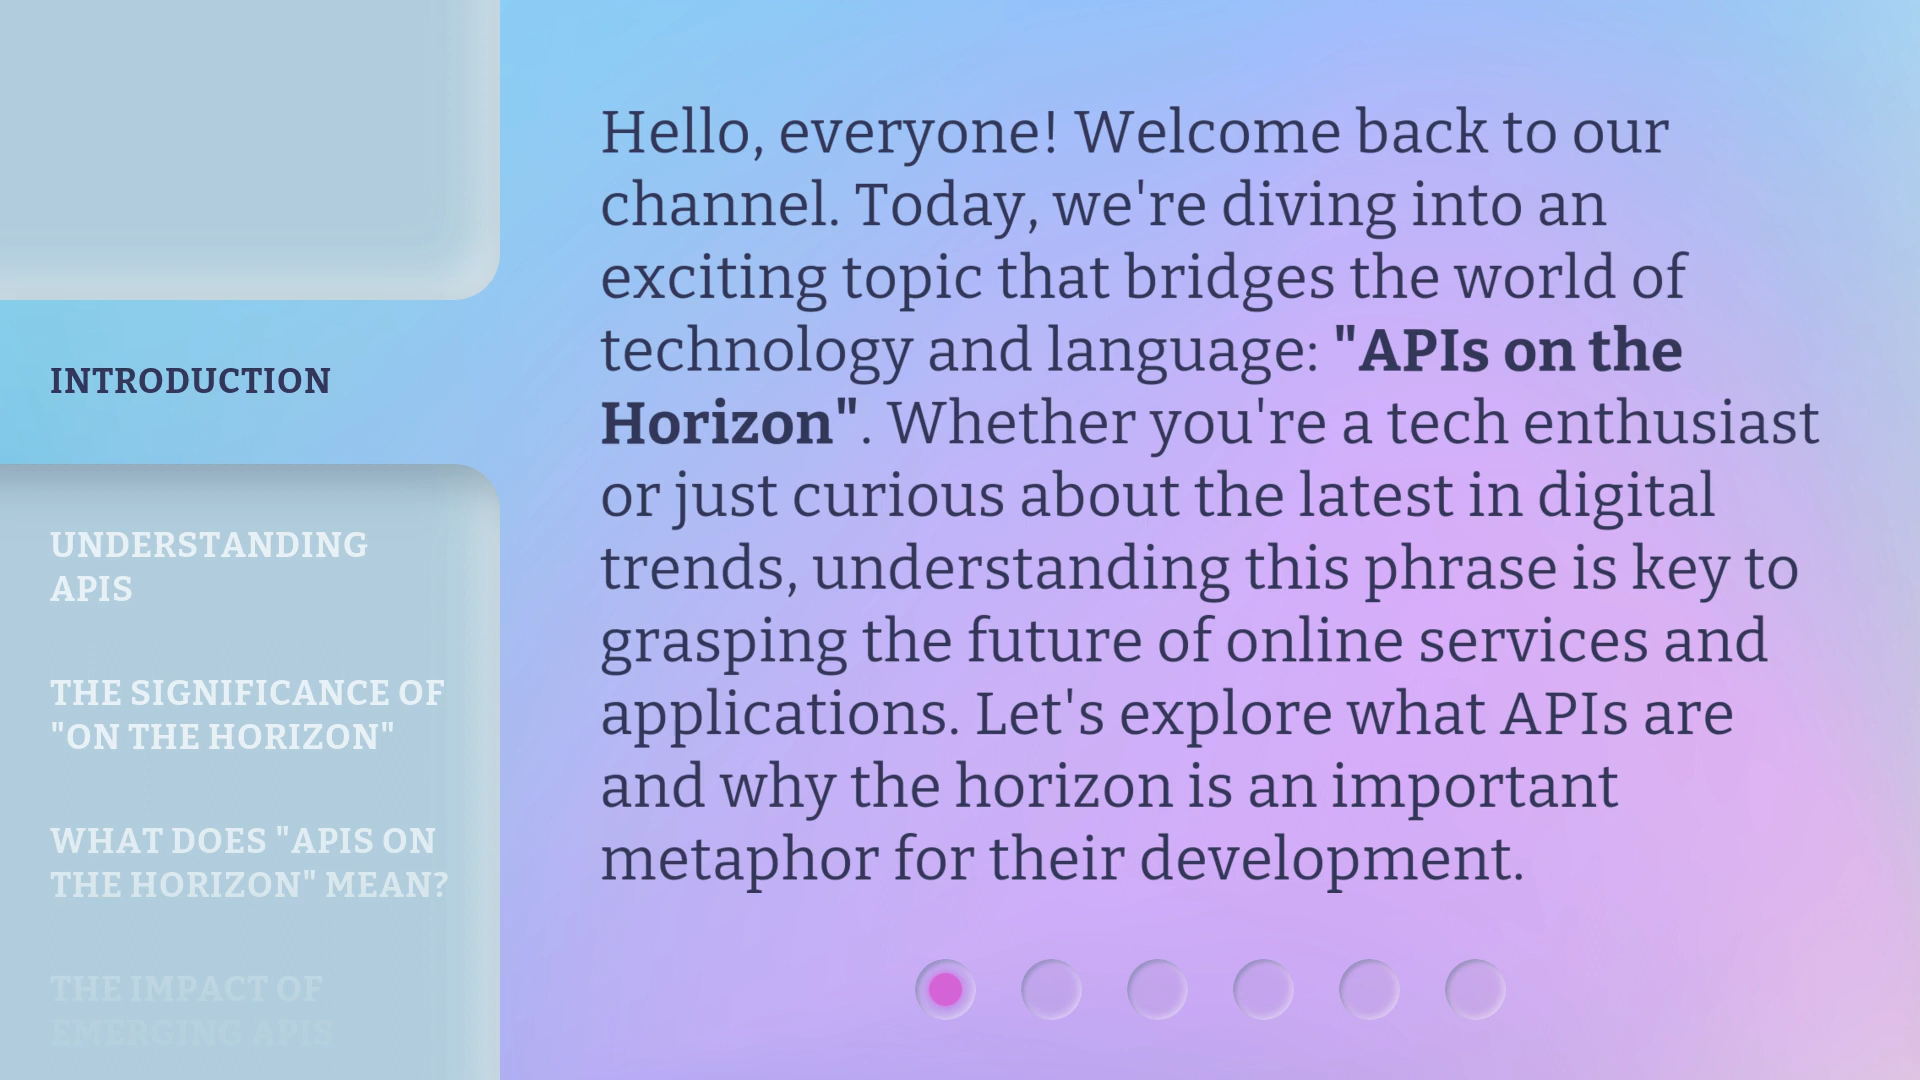 INTRODUCTION
UNDERSTANDING
APIS
THE SIGNIFICANCE OF
"ON THE HORIZON"
WHAT DOES "APIS ON
THE HORIZON" MEAN?
THE IMPACT OF
EMERGING APIS
Hello, everyone! Welcome back to our
channel. Today, we're diving into an
exciting topic that bridges the world of
technology and language: "APIs on the
Horizon". Whether you're a tech enthusiast
or just curious about the latest in digital
trends, understanding this phrase is key to
grasping the future of online services and
applications. Let's explore what APIs are
and why the horizon is an important
metaphor for their development.